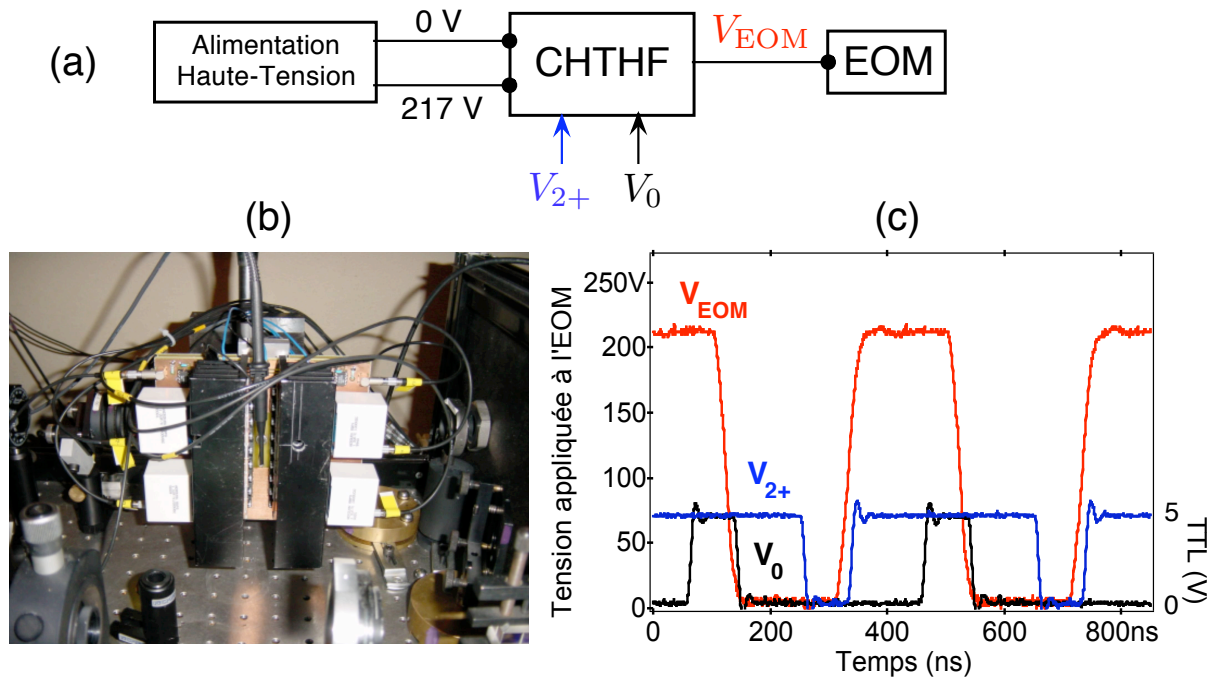 (a)
Alimentation
Haute-Tension
0 V
217 V
CHTHF
V_EOM
EOM
V_2+
V_0
(b)
(c)
Tension appliquée à l'EOM
250V
200
150
100
50
0
V_EOM
V_2+
V_0
5
0
TTL (V)
0
200
400
600
800ns
Temps (ns)